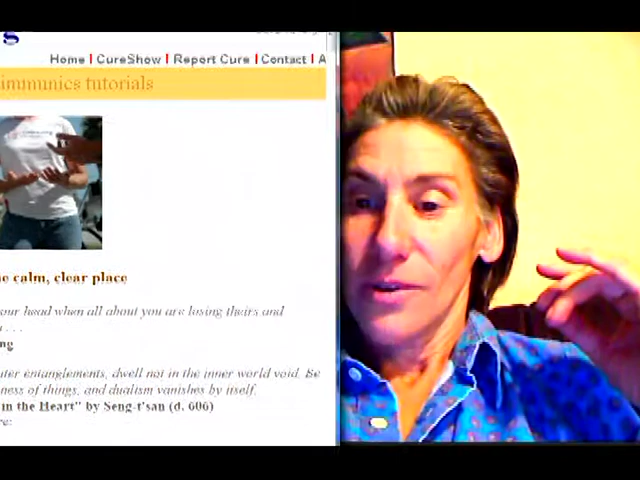 Home | CureShow | Report Cure | Contact | A
immunics tutorials
e calm, clear place
our head when all about you are losing theirs and
. . .
ng
uter entanglements, dwell not in the inner world void. Be
ness of things, and dualism vanishes by itself.
in the Heart" by Seng-t'san (d. 606)
re: